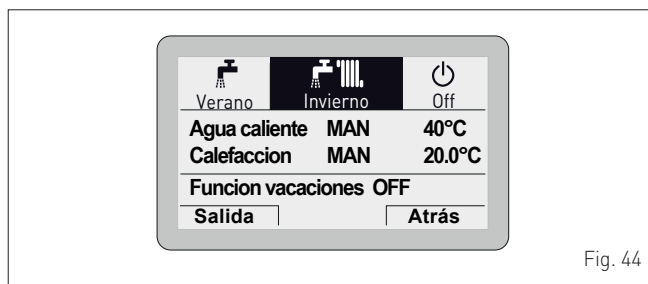 Verano Invierno Off
Agua caliente MAN 40°C
Calefaccion MAN 20.0°C
Funcion vacaciones OFF
Salida Atrás
Fig. 44